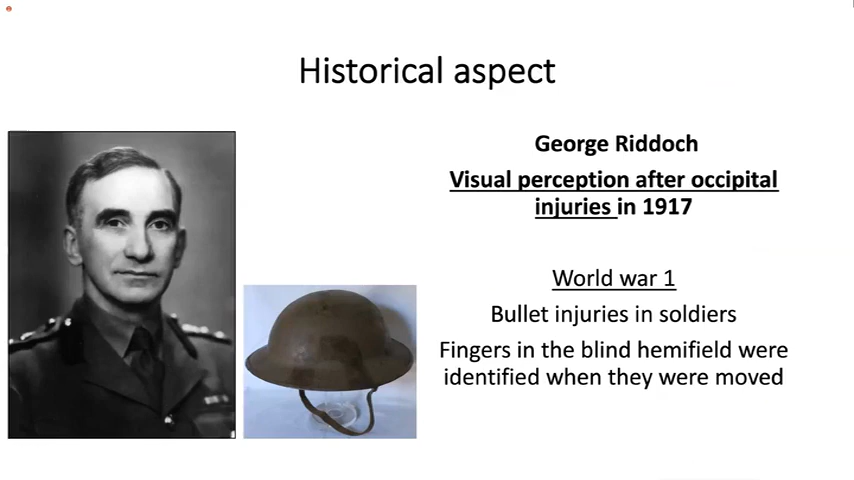 Historical aspect
George Riddoch
Visual perception after occipital
injuries in 1917
World war 1
Bullet injuries in soldiers
Fingers in the blind hemifield were
identified when they were moved